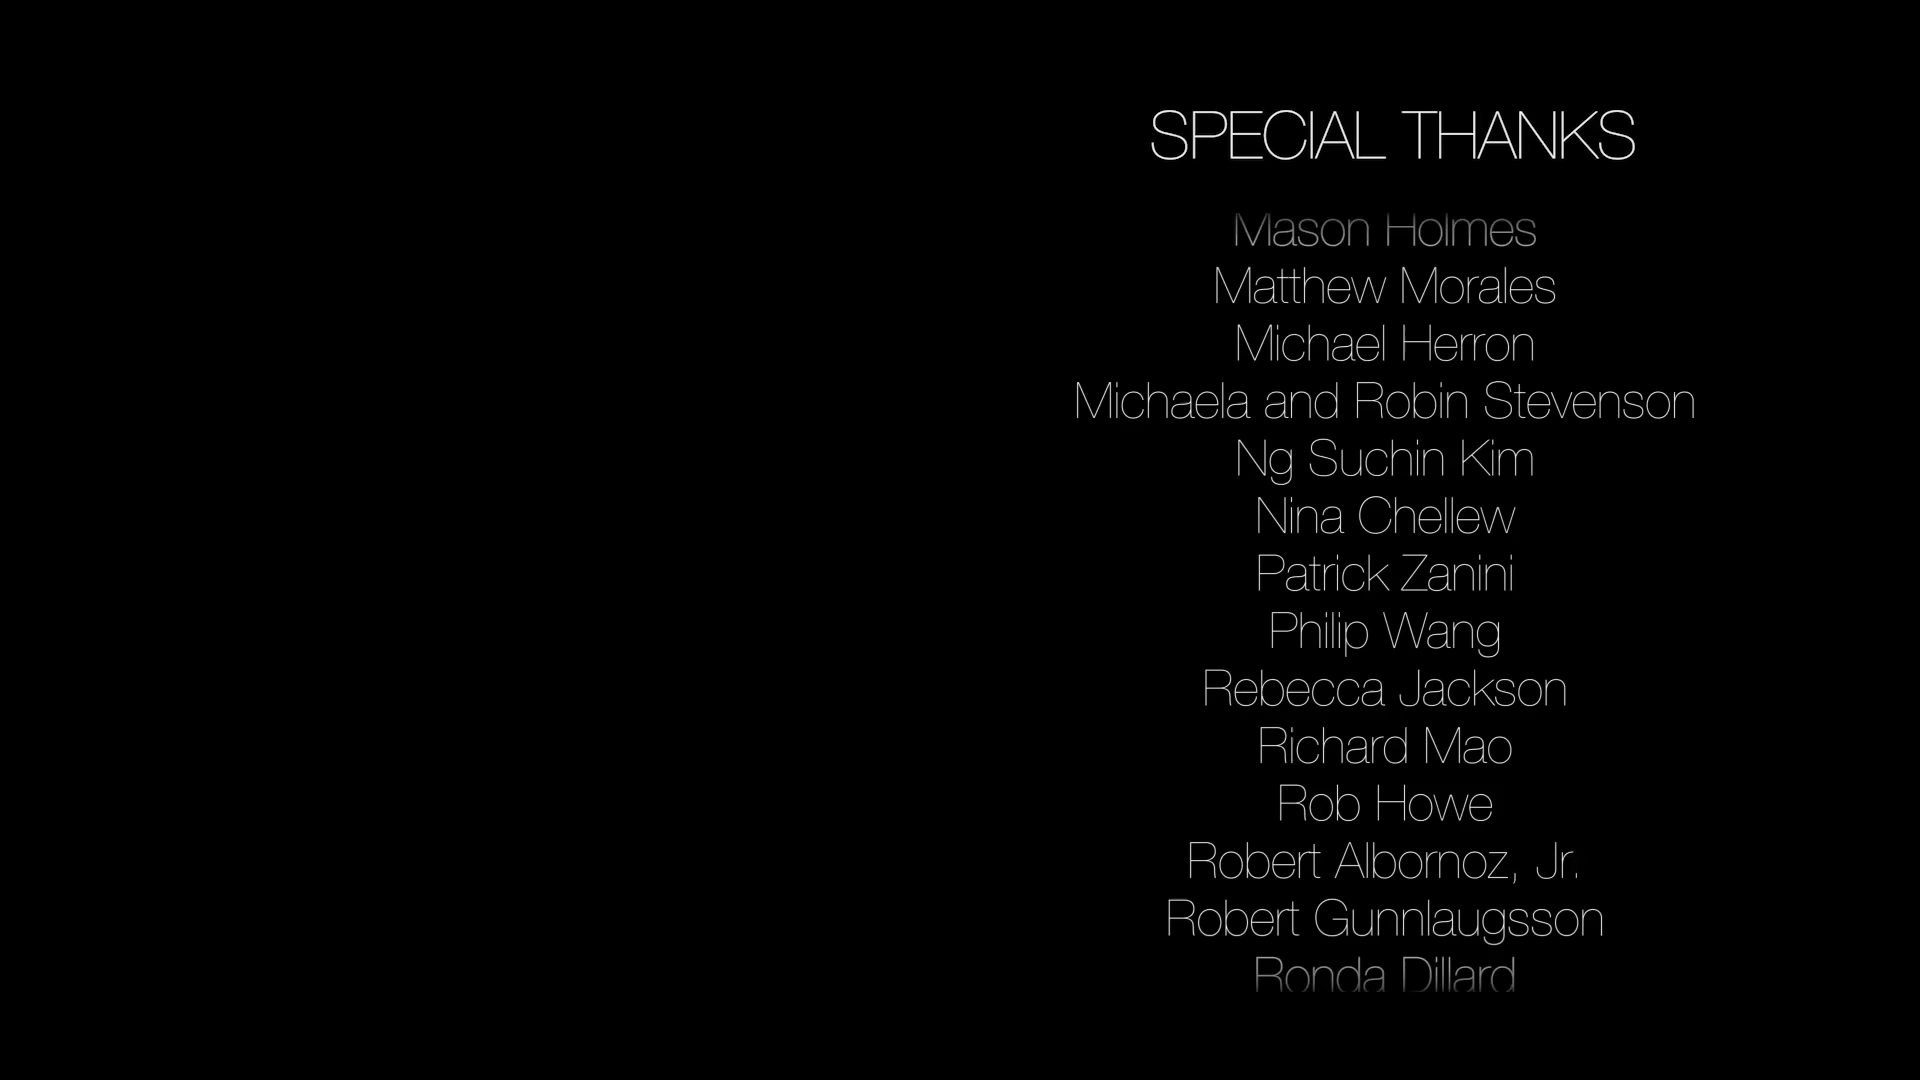 SPECIAL THANKS
Mason Holmes
Matthew Morales
Michael Herron
Michaela and Robin Stevenson
Ng Suchin Kim
Nina Chellew
Patrick Zanini
Philip Wang
Rebecca Jackson
Richard Mao
Rob Howe
Robert Albornoz, Jr.
Robert Gunnlaugsson
Ronda Dillard